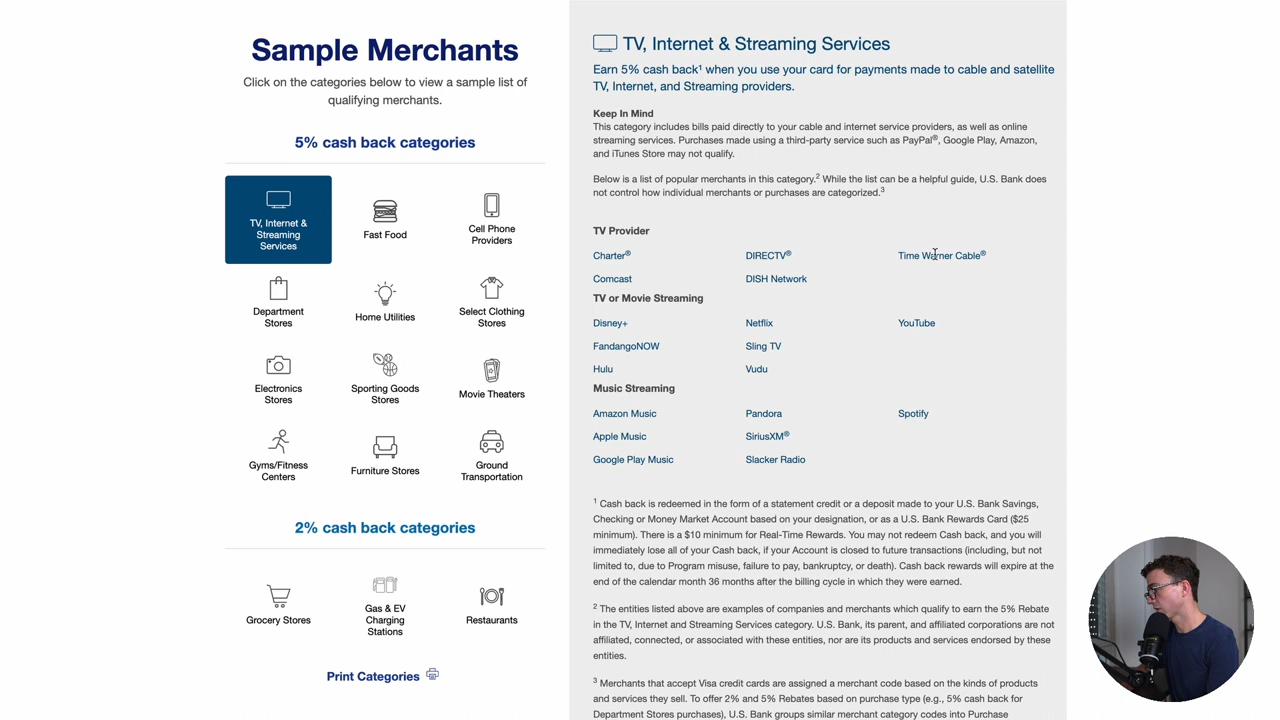 Sample Merchants
Click on the categories below to view a sample list of
qualifying merchants.
5% cash back categories
TV, Internet &
Streaming
Services
Fast Food
Cell Phone
Providers
Department
Stores
Home Utilities
Select Clothing
Stores
Electronics
Stores
Sporting Goods
Stores
Movie Theaters
Gyms/Fitness
Centers
Furniture Stores
Ground
Transportation
2% cash back categories
Grocery Stores
Gas & EV
Charging
Stations
Restaurants
Print Categories
TV, Internet & Streaming Services
Earn 5% cash back¹ when you use your card for payments made to cable and satellite
TV, Internet, and Streaming providers.
Keep In Mind
This category includes bills paid directly to your cable and internet service providers, as well as online
streaming services. Purchases made using a third-party service such as PayPal®, Google Play, Amazon,
and iTunes Store may not qualify.
Below is a list of popular merchants in this category.² While the list can be a helpful guide, U.S. Bank does
not control how individual merchants or purchases are categorized.³
TV Provider
Charter® DIRECTV® Time Warner Cable®
Comcast DISH Network
TV or Movie Streaming
Disney+ Netflix YouTube
FandangoNOW Sling TV
Hulu Vudu
Music Streaming
Amazon Music Pandora Spotify
Apple Music SiriusXM®
Google Play Music Slacker Radio
¹ Cash back is redeemed in the form of a statement credit or a deposit made to your U.S. Bank Savings,
Checking or Money Market Account based on your designation, or as a U.S. Bank Rewards Card ($25
minimum). There is a $10 minimum for Real-Time Rewards. You may not redeem Cash back, and you will
immediately lose all of your Cash back, if your Account is closed to future transactions (including, but not
limited to, due to Program misuse, failure to pay, bankruptcy, or death). Cash back rewards will expire at the
end of the calendar month 36 months after the billing cycle in which they were earned.
² The entities listed above are examples of companies and merchants which qualify to earn the 5% Rebate
in the TV, Internet and Streaming Services category. U.S. Bank, its parent, and affiliated corporations are not
affiliated, connected, or associated with these entities, nor are its products and services endorsed by these
entities.
³ Merchants that accept Visa credit cards are assigned a merchant code based on the kinds of products
and services they sell. To offer 2% and 5% Rebates based on purchase type (e.g., 5% cash back for
Department Stores purchases), U.S. Bank groups similar merchant category codes into Purchase